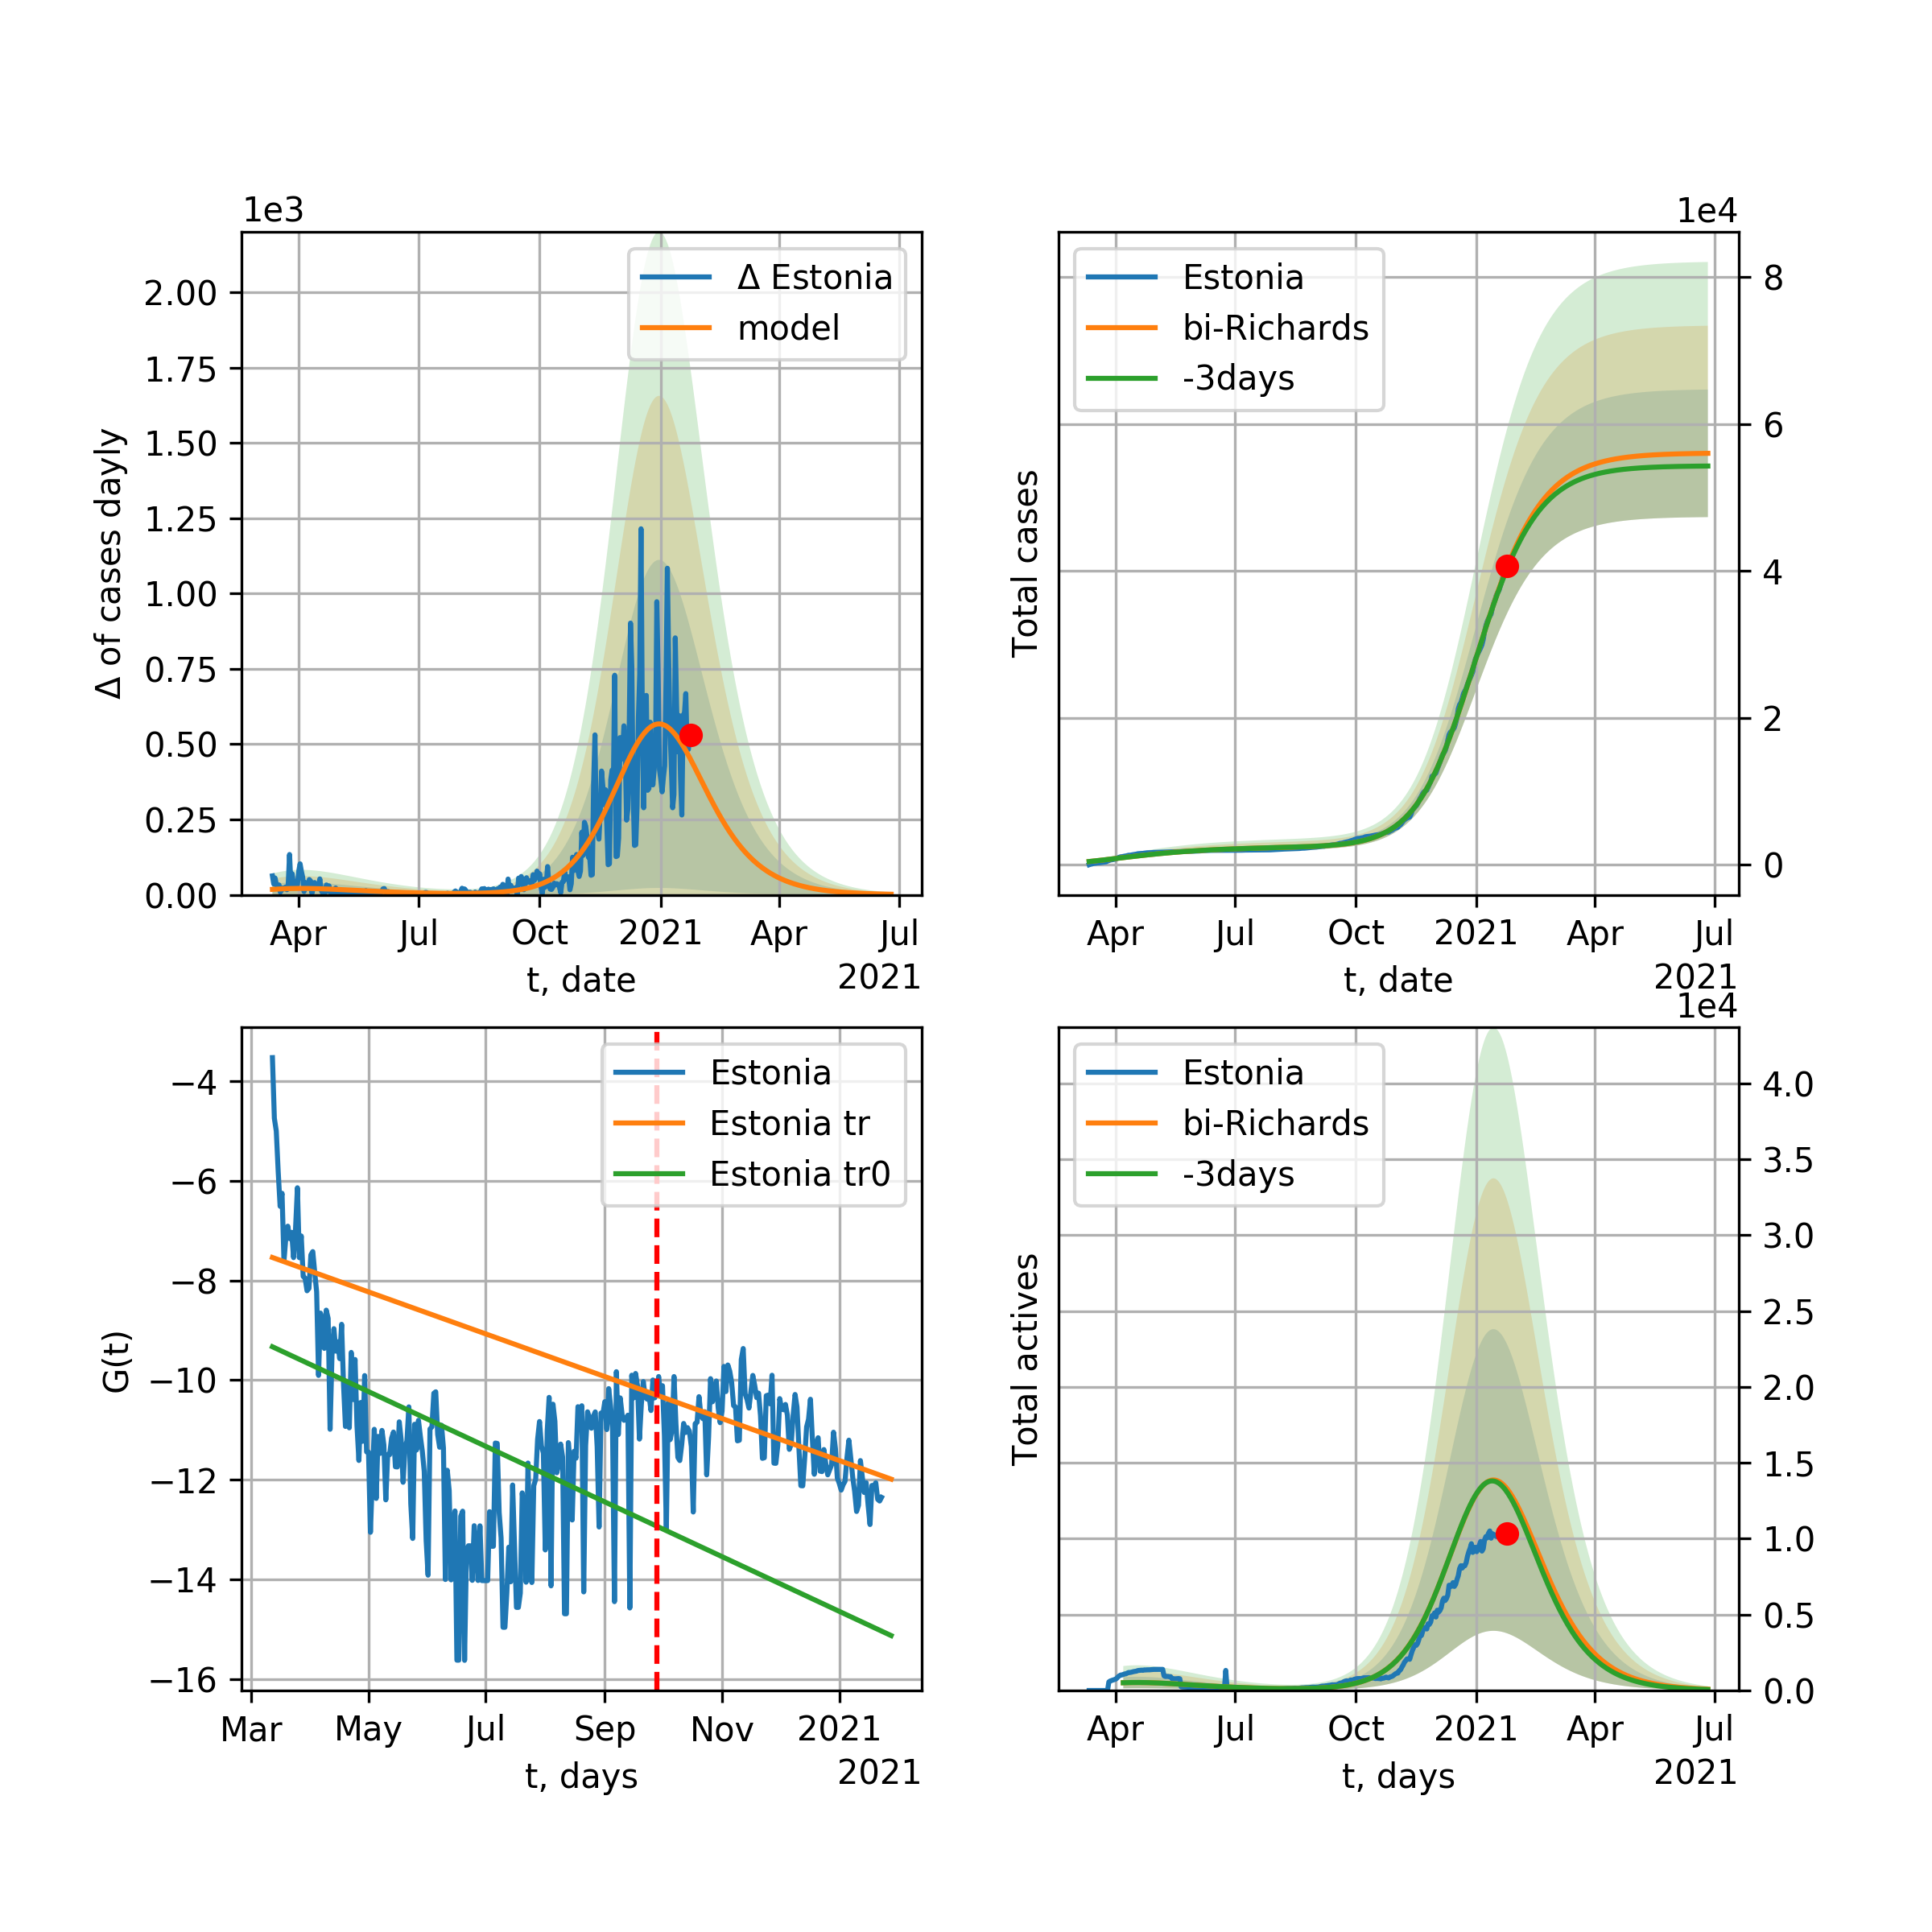 1e3
Δ of cases dayly
2.00
1.75
1.50
1.25
1.00
0.75
0.50
0.25
0.00
Δ Estonia
model
Apr Jul Oct 2021 Apr Jul
2021
t, date
1e4
Total cases
Estonia
bi-Richards
-3days
8
6
4
2
0
Apr Jul Oct 2021 Apr Jul
2021
t, date
G(t)
−4
−6
−8
−10
−12
−14
−16
Estonia
Estonia tr
Estonia tr0
Mar May Jul Sep Nov 2021
2021
t, days
1e4
Total actives
Estonia
bi-Richards
-3days
4.0
3.5
3.0
2.5
2.0
1.5
1.0
0.5
0.0
Apr Jul Oct 2021 Apr Jul
2021
t, days